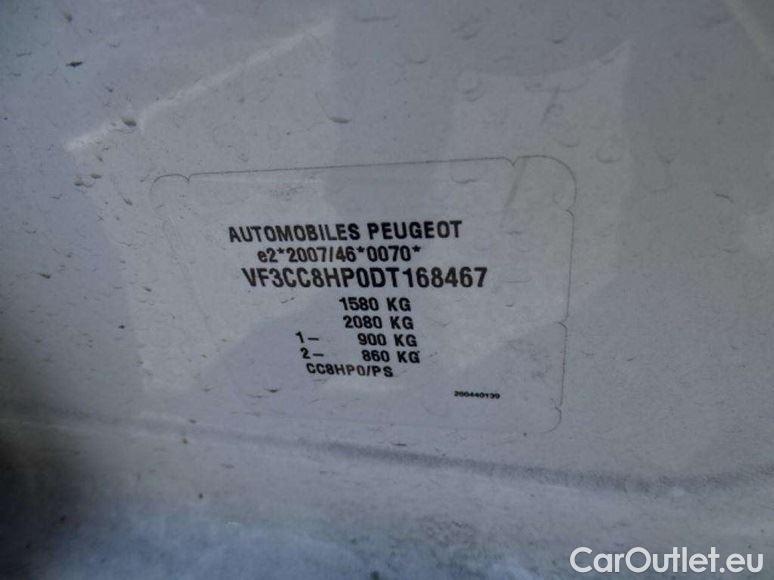 AUTOMOBILES PEUGEOT
e2*2007/46*0070*
VF3CC8HP0DT168467
1580 KG
2080 KG
1- 900 KG
2- 860 KG
CC8HP0/PS
200440139
CarOutlet.eu